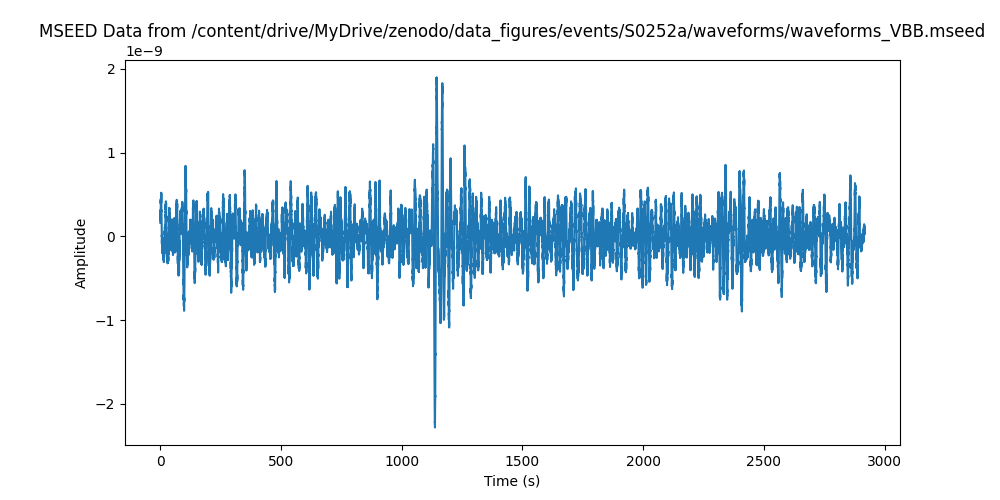 MSEED Data from /content/drive/MyDrive/zenodo/data_figures/events/S0252a/waveforms/waveforms_VBB.mseed
1e−9
2
1
0
−1
−2
Amplitude
0 500 1000 1500 2000 2500 3000
Time (s)